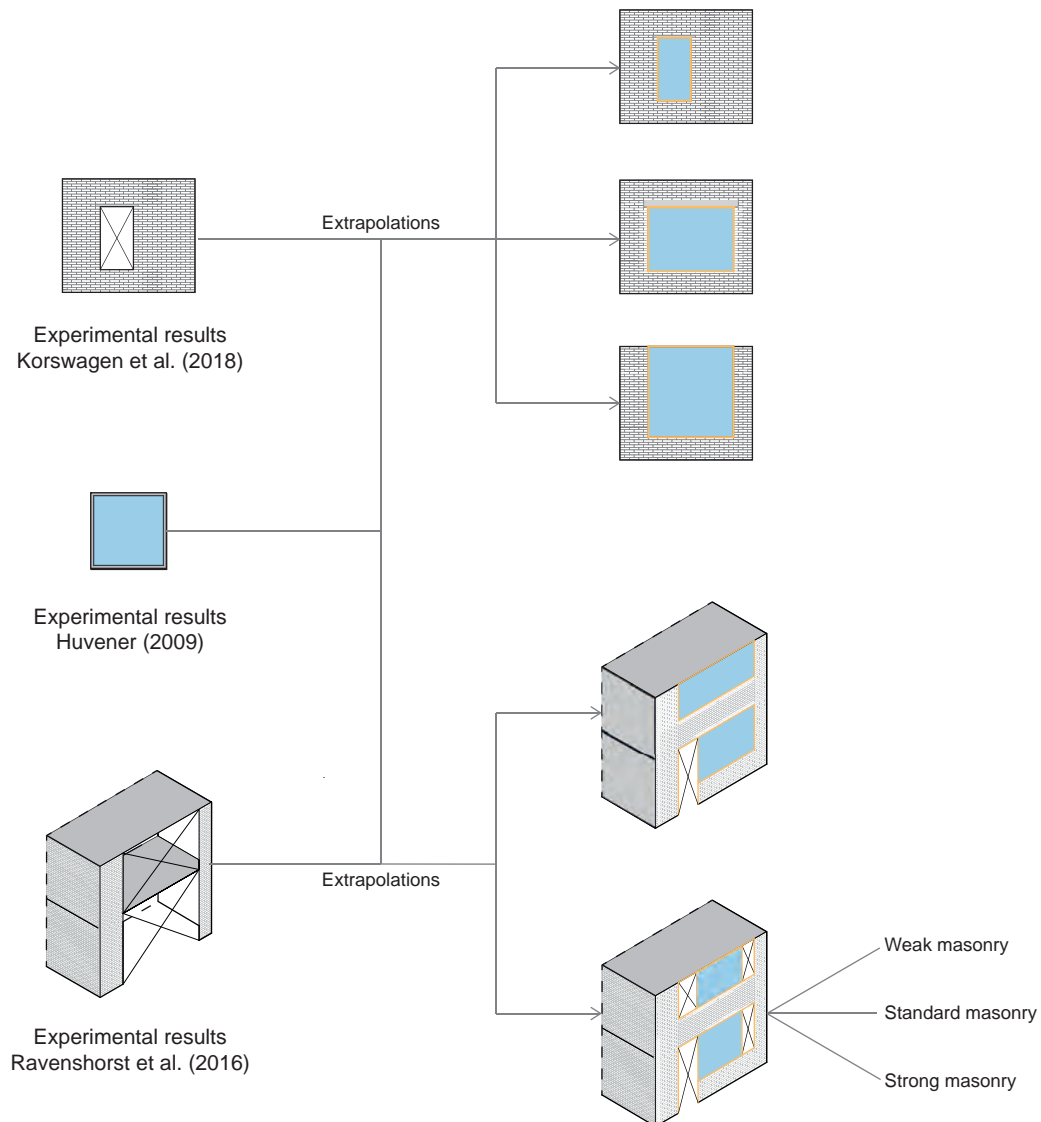 Extrapolations
Experimental results
Korswagen et al. (2018)
Experimental results
Huvener (2009)
Extrapolations
Weak masonry
Standard masonry
Strong masonry
Experimental results
Ravenshorst et al. (2016)